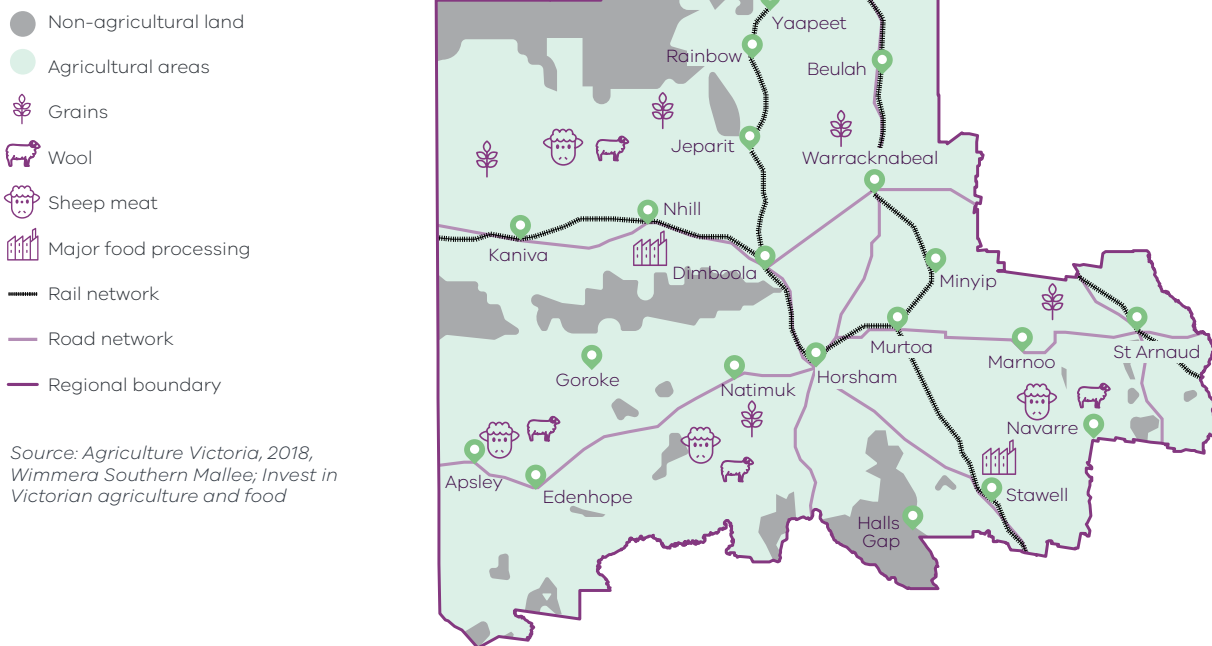 Non-agricultural land
Agricultural areas
Grains
Wool
Sheep meat
Major food processing
Rail network
Road network
Regional boundary
Source: Agriculture Victoria, 2018,
Wimmera Southern Mallee; Invest in
Victorian agriculture and food
Yaapeet
Rainbow
Beulah
Jeparit
Warracknabeal
Nhill
Kaniva
Dimboola
Minyip
Murtoa
Marnoo
St Arnaud
Goroke
Natimuk
Horsham
Navarre
Apsley
Edenhope
Stawell
Halls
Gap